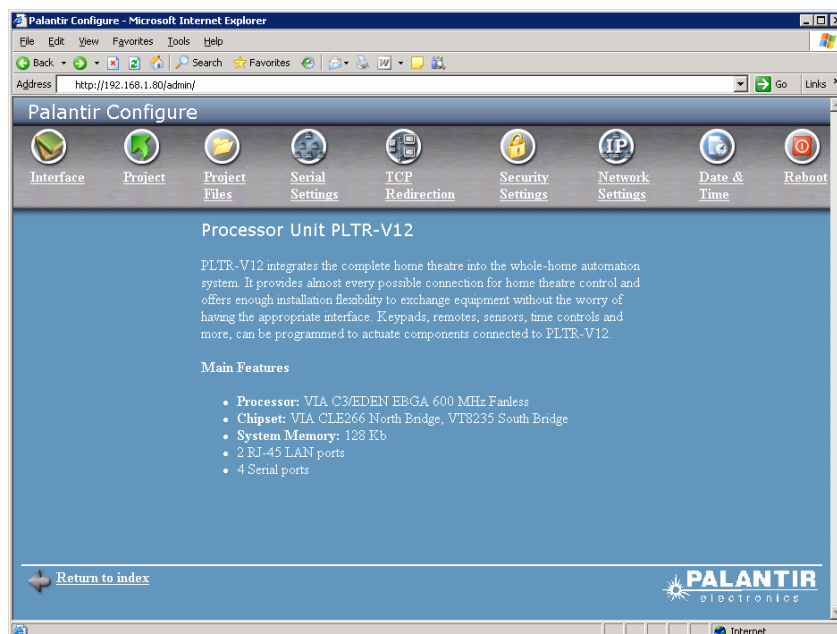 Palantir Configure - Microsoft Internet Explorer
File Edit View Favorites Tools Help
Back Search Favorites
Address http://192.168.1.80/admin/ Go Links »
Palantir Configure
IP
Interface Project Project Files Serial Settings TCP Redirection Security Settings Network Settings Date & Time Reboot
Processor Unit PLTR-V12
PLTR-V12 integrates the complete home theatre into the whole-home automation
system. It provides almost every possible connection for home theatre control and
offers enough installation flexibility to exchange equipment without the worry of
having the appropriate interface. Keypads, remotes, sensors, time controls and
more, can be programmed to actuate components connected to PLTR-V12.
Main Features
• Processor: VIA C3/EDEN EBGA 600 MHz Fanless
• Chipset: VIA CLE266 North Bridge, VT8235 South Bridge
• System Memory: 128 Kb
• 2 RJ-45 LAN ports
• 4 Serial ports
Return to index
PALANTIR
electronics
Internet